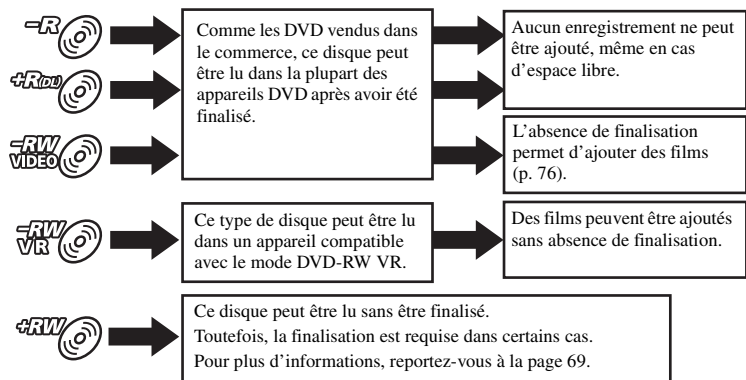 -R
+R(DL)
-RW
VIDEO
Comme les DVD vendus dans
le commerce, ce disque peut
être lu dans la plupart des
appareils DVD après avoir été
finalisé.
Aucun enregistrement ne peut
être ajouté, même en cas
d'espace libre.
L'absence de finalisation
permet d'ajouter des films
(p. 76).
-RW
VR
Ce type de disque peut être lu
dans un appareil compatible
avec le mode DVD-RW VR.
Des films peuvent être ajoutés
sans absence de finalisation.
+RW
Ce disque peut être lu sans être finalisé.
Toutefois, la finalisation est requise dans certains cas.
Pour plus d'informations, reportez-vous à la page 69.